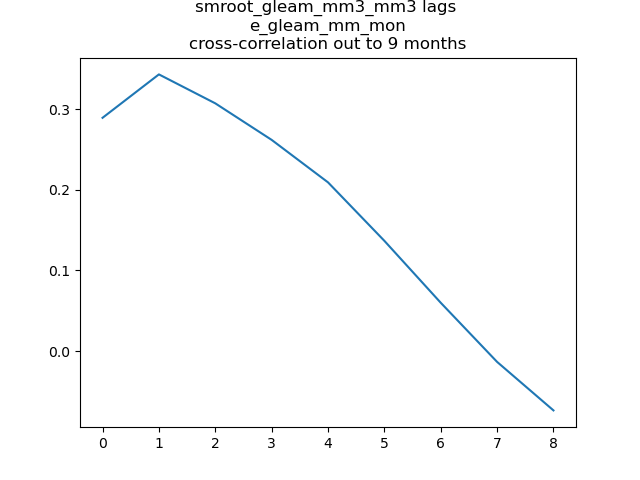 smroot_gleam_mm3_mm3 lags
e_gleam_mm_mon
cross-correlation out to 9 months
0.3
0.2
0.1
0.0
0 1 2 3 4 5 6 7 8